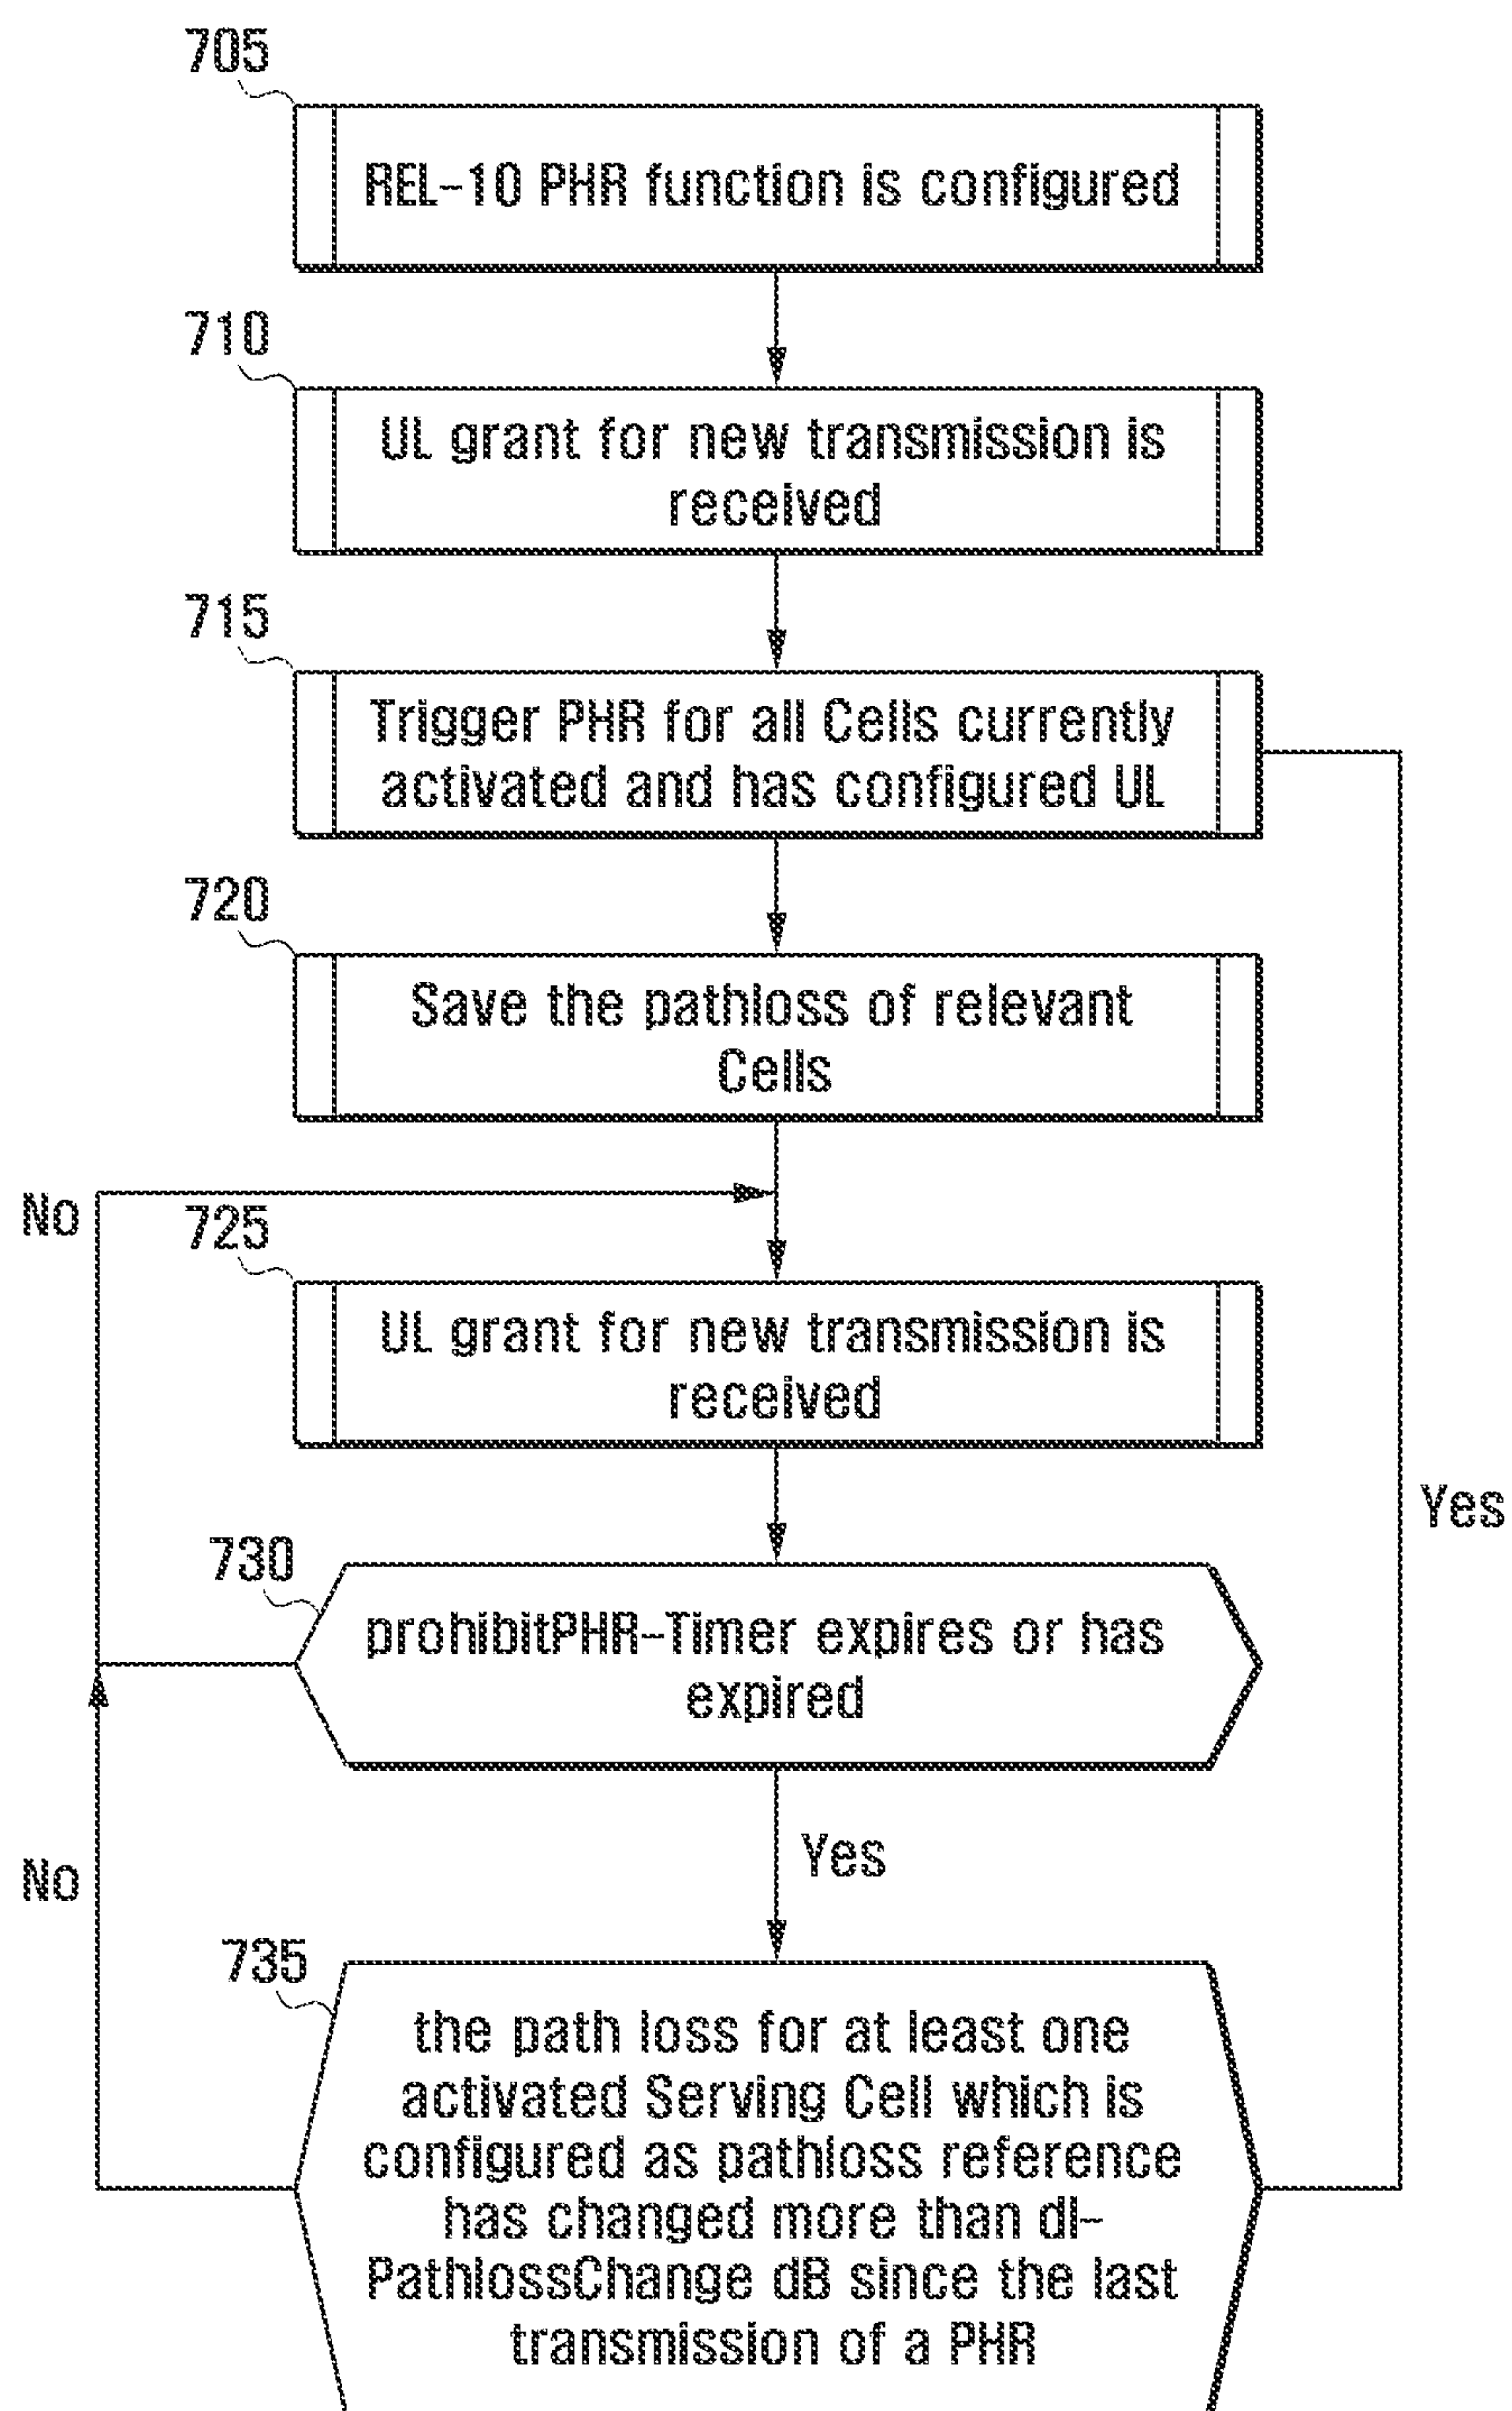 705
REL-10 PHR function is configured
710
UL grant for new transmission is
received
715
Trigger PHR for all Cells currently
activated and has configured UL
720
Save the pathloss of relevant
Cells
No
725
UL grant for new transmission is
received
Yes
730
prohibitPHR-Timer expires or has
expired
Yes
No
735
the path loss for at least one
activated Serving Cell which is
configured as pathloss reference
has changed more than dl-
PathlossChange dB since the last
transmission of a PHR